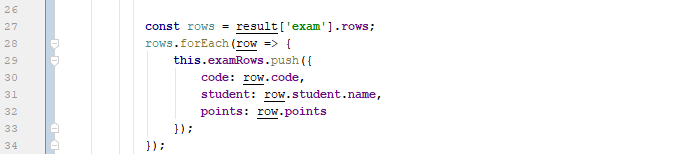 26
27 const rows = result['exam'].rows;
28 rows.forEach(row => {
29 this.examRows.push({
30 code: row.code,
31 student: row.student.name,
32 points: row.points
33 });
34 });